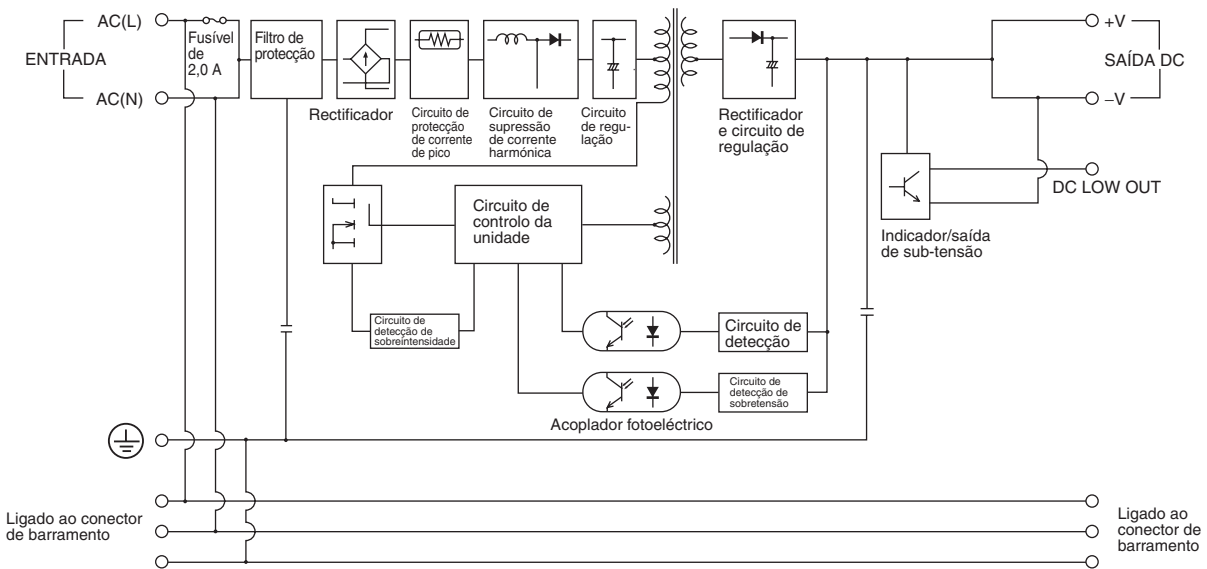 AC(L)
ENTRADA
AC(N)
Fusível
de
2,0 A
Filtro de
protecção
Rectificador
Circuito de
protecção
de corrente
de pico
Circuito de
supressão
de corrente
harmónica
Circuito
de regu-
lação
Rectificador
e circuito de
regulação
+V
SAÍDA DC
−V
DC LOW OUT
Indicador/saída
de sub-tensão
Circuito de
controlo da
unidade
Circuito de
detecção de
sobreintensidade
Circuito de
detecção
Circuito de
detecção de
sobretensão
Acoplador fotoeléctrico
Ligado ao conector
de barramento
Ligado ao
conector de
barramento